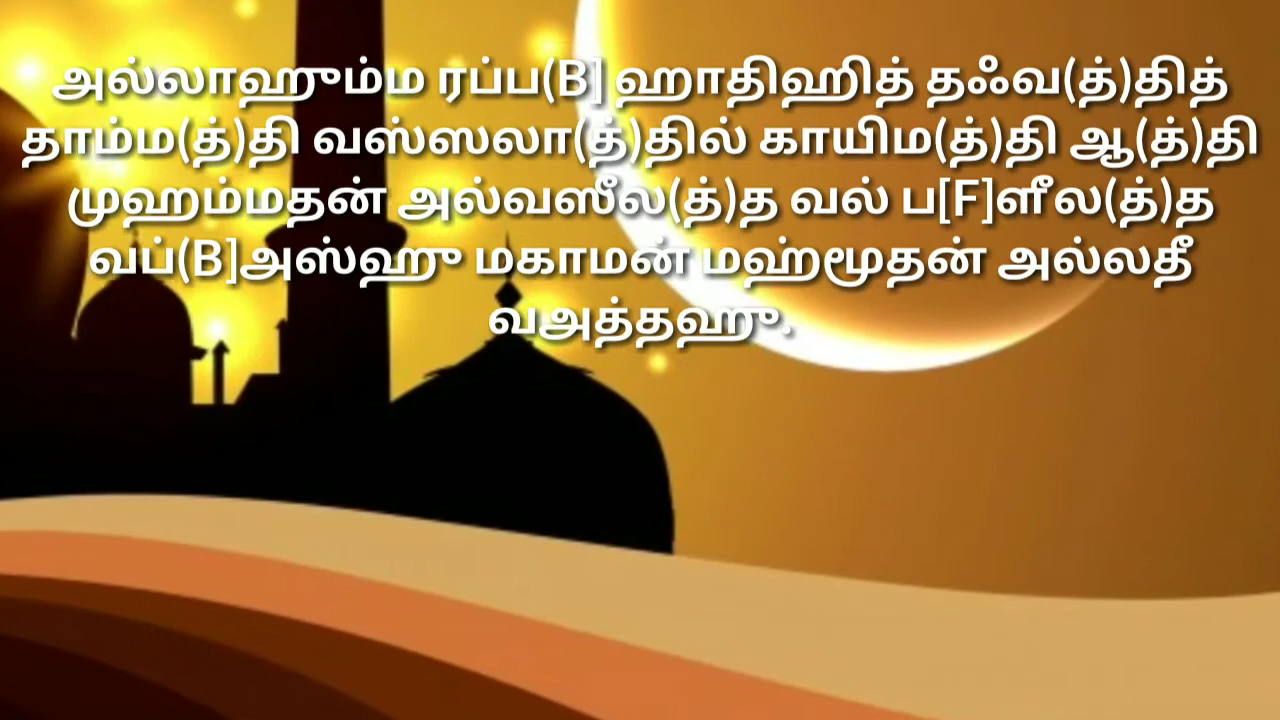 அல்லாஹும்ம ரப்ப(B] ஹாதிஹித் தஃவ(த்)தித்
தாம்ம(த்)தி வஸ்ஸலா(த்)தில் காயிம(த்)தி ஆ(த்)தி
முஹம்மதன் அல்வஸீல(த்)த வல் ப[F]ளீல(த்)த
வப்(B]அஸ்ஹு மகாமன் மஹ்மூதன் அல்லதீ
வஅத்தஹு.